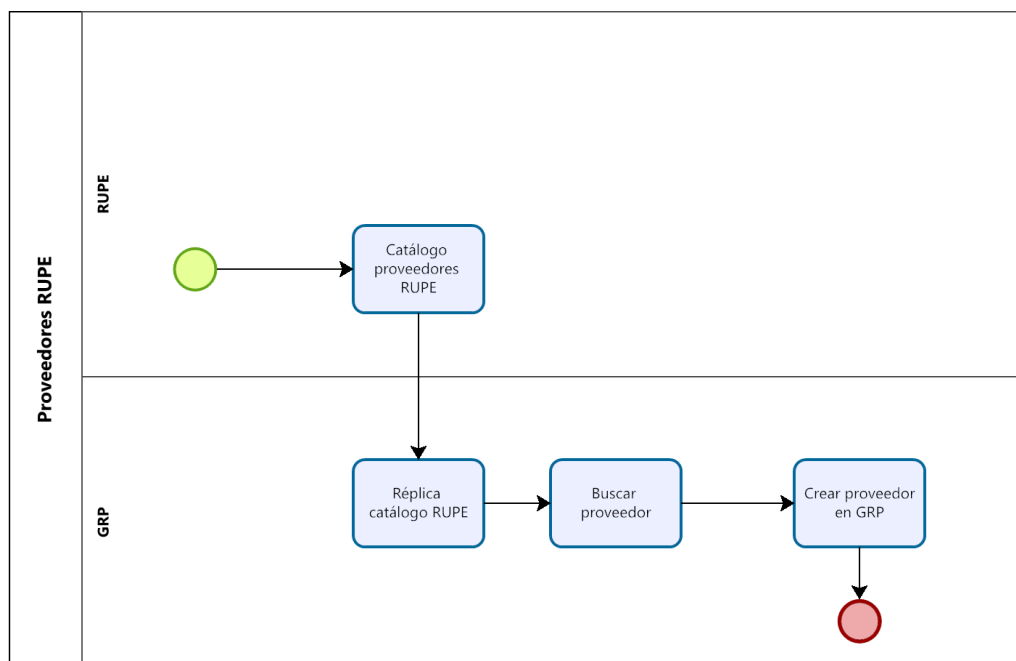 Proveedores RUPE
RUPE
Catálogo
proveedores
RUPE
GRP
Réplica
catálogo RUPE
Buscar
proveedor
Crear proveedor
en GRP